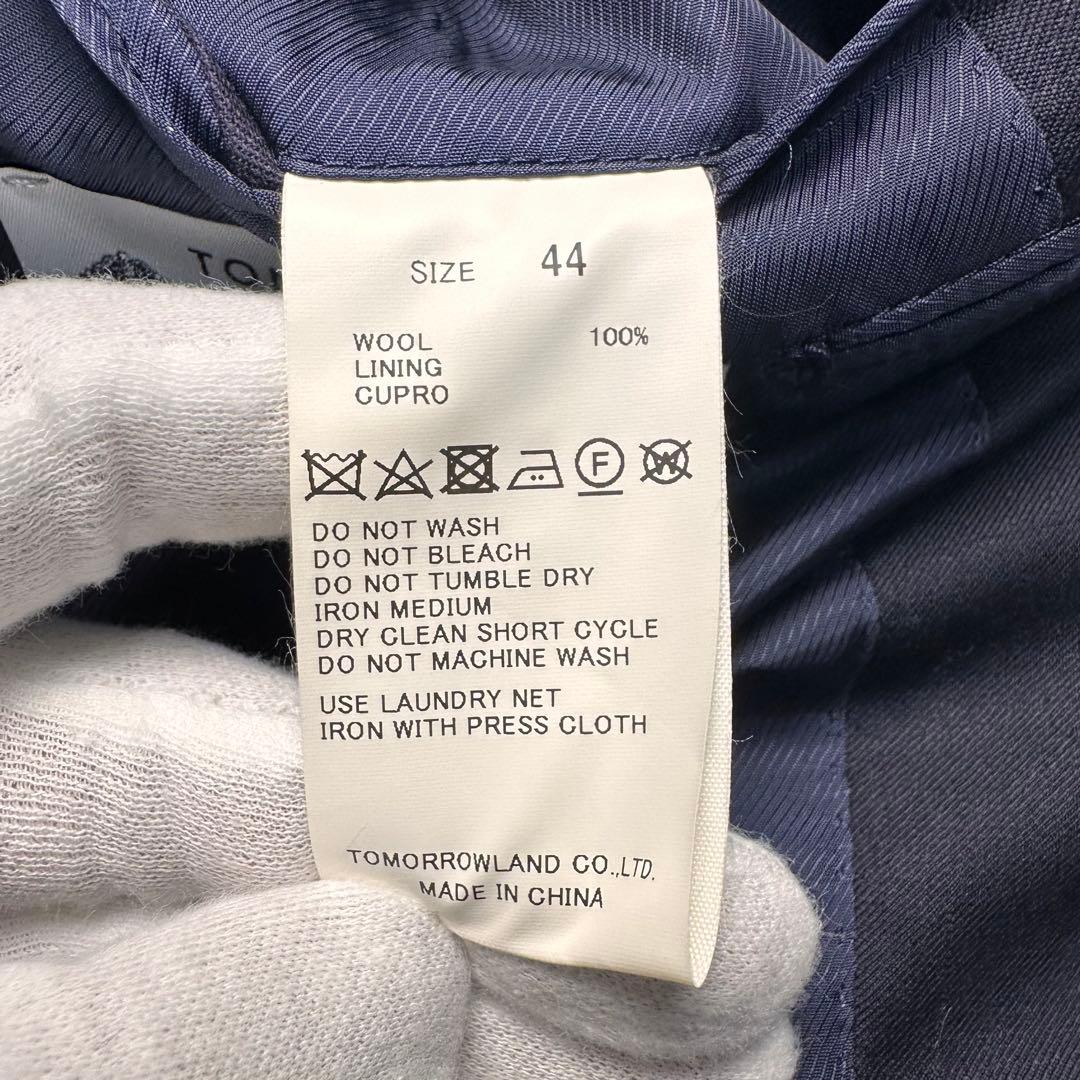 SIZE 44
WOOL 100%
LINING
CUPRO
F
W
DO NOT WASH
DO NOT BLEACH
DO NOT TUMBLE DRY
IRON MEDIUM
DRY CLEAN SHORT CYCLE
DO NOT MACHINE WASH
USE LAUNDRY NET
IRON WITH PRESS CLOTH
TOMORROWLAND CO.,LTD.
MADE IN CHINA